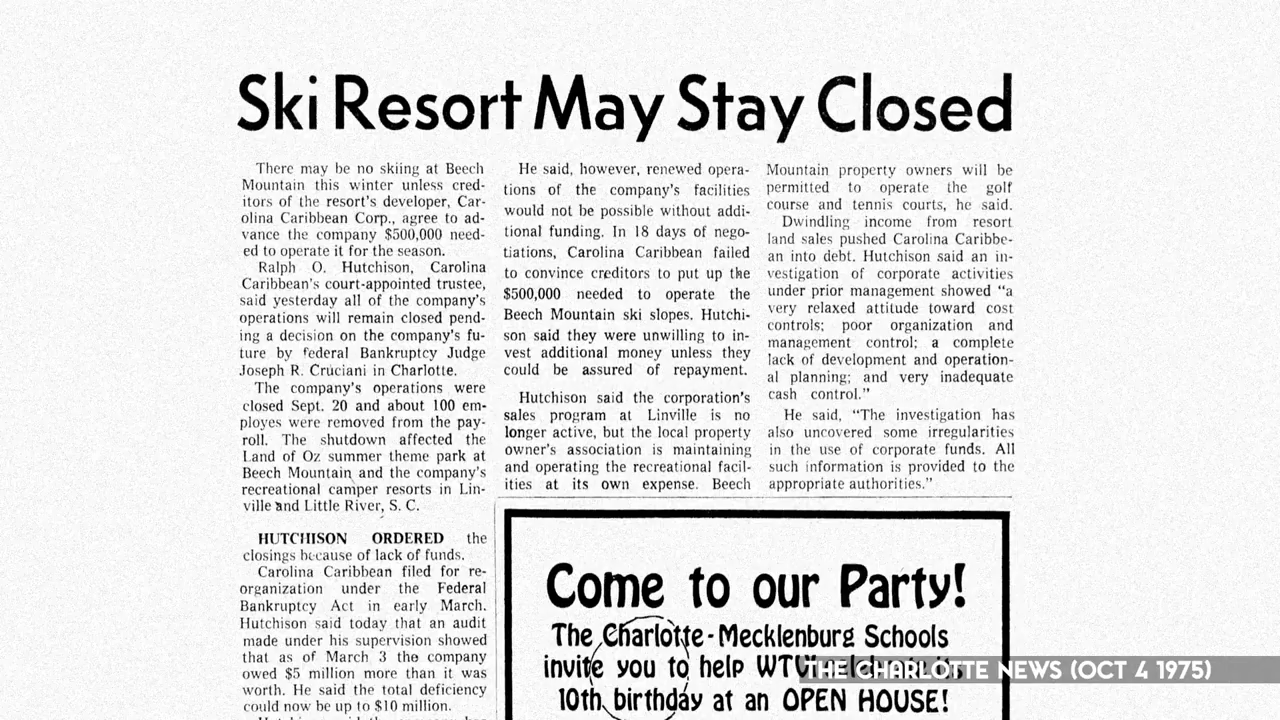 Ski Resort May Stay Closed
There may be no skiing at Beech
Mountain this winter unless cred-
itors of the resort's developer, Car-
olina Caribbean Corp., agree to ad-
vance the company $500,000 need-
ed to operate it for the season.
Ralph O. Hutchison, Carolina
Caribbean's court-appointed trustee,
said yesterday all of the company's
operations will remain closed pend-
ing a decision on the company's fu-
ture by federal Bankruptcy Judge
Joseph R. Cruciani in Charlotte.
The company's operations were
closed Sept. 20 and about 100 em-
ployes were removed from the pay-
roll. The shutdown affected the
Land of Oz summer theme park at
Beech Mountain and the company's
recreational camper resorts in Lin-
ville and Little River, S. C.
HUTCHISON ORDERED the
closings because of lack of funds.
Carolina Caribbean filed for re-
organization under the Federal
Bankruptcy Act in early March.
Hutchison said today that an audit
made under his supervision showed
that as of March 3 the company
owed $5 million more than it was
worth. He said the total deficiency
could now be up to $10 million.
He said, however, renewed opera-
tions of the company's facilities
would not be possible without addi-
tional funding. In 18 days of nego-
tiations, Carolina Caribbean failed
to convince creditors to put up the
$500,000 needed to operate the
Beech Mountain ski slopes. Hutchi-
son said they were unwilling to in-
vest additional money unless they
could be assured of repayment.
Hutchison said the corporation's
sales program at Linville is no
longer active, but the local property
owner's association is maintaining
and operating the recreational facil-
ities at its own expense. Beech
Mountain property owners will be
permitted to operate the golf
course and tennis courts, he said.
Dwindling income from resort
land sales pushed Carolina Caribbe-
an into debt. Hutchison said an in-
vestigation of corporate activities
under prior management showed "a
very relaxed attitude toward cost
controls; poor organization and
management control; a complete
lack of development and operation-
al planning; and very inadequate
cash control."
He said, "The investigation has
also uncovered some irregularities
in the use of corporate funds. All
such information is provided to the
appropriate authorities."
Come to our Party!
The Charlotte-Mecklenburg Schools
invite you to help
10th birthday at an OPEN HOUSE!
THE CHARLOTTE NEWS (OCT 4 1975)